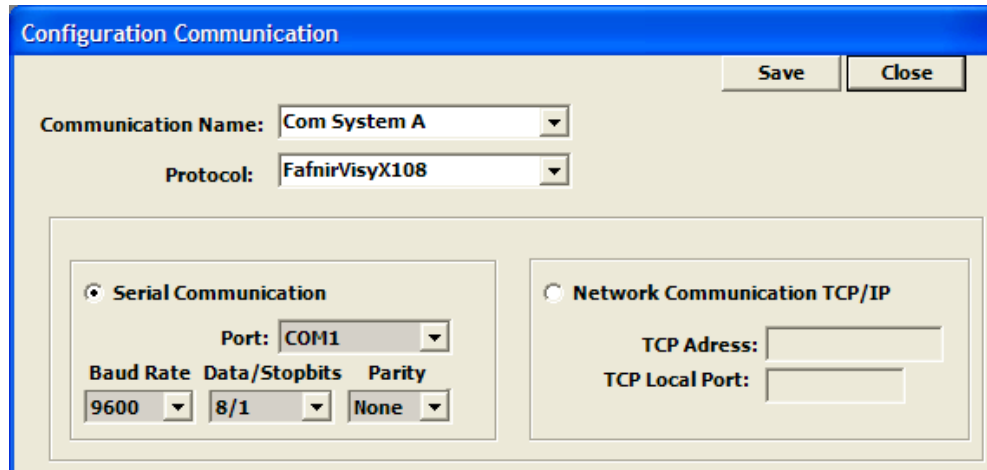 Configuration Communication
Save Close
Communication Name: Com System A
Protocol: FafnirVisyX108
Serial Communication
Port: COM1
Baud Rate Data/Stopbits Parity
9600 8/1 None
Network Communication TCP/IP
TCP Adress:
TCP Local Port: